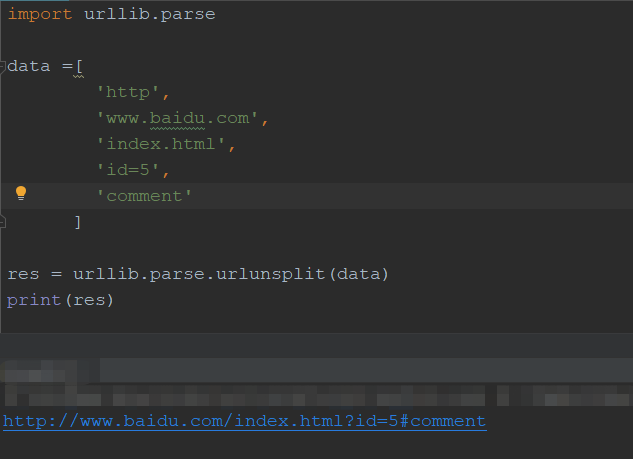 import urllib.parse
data =[
'http',
'www.baidu.com',
'index.html',
'id=5',
'comment'
]
res = urllib.parse.urlunsplit(data)
print(res)
http://www.baidu.com/index.html?id=5#comment